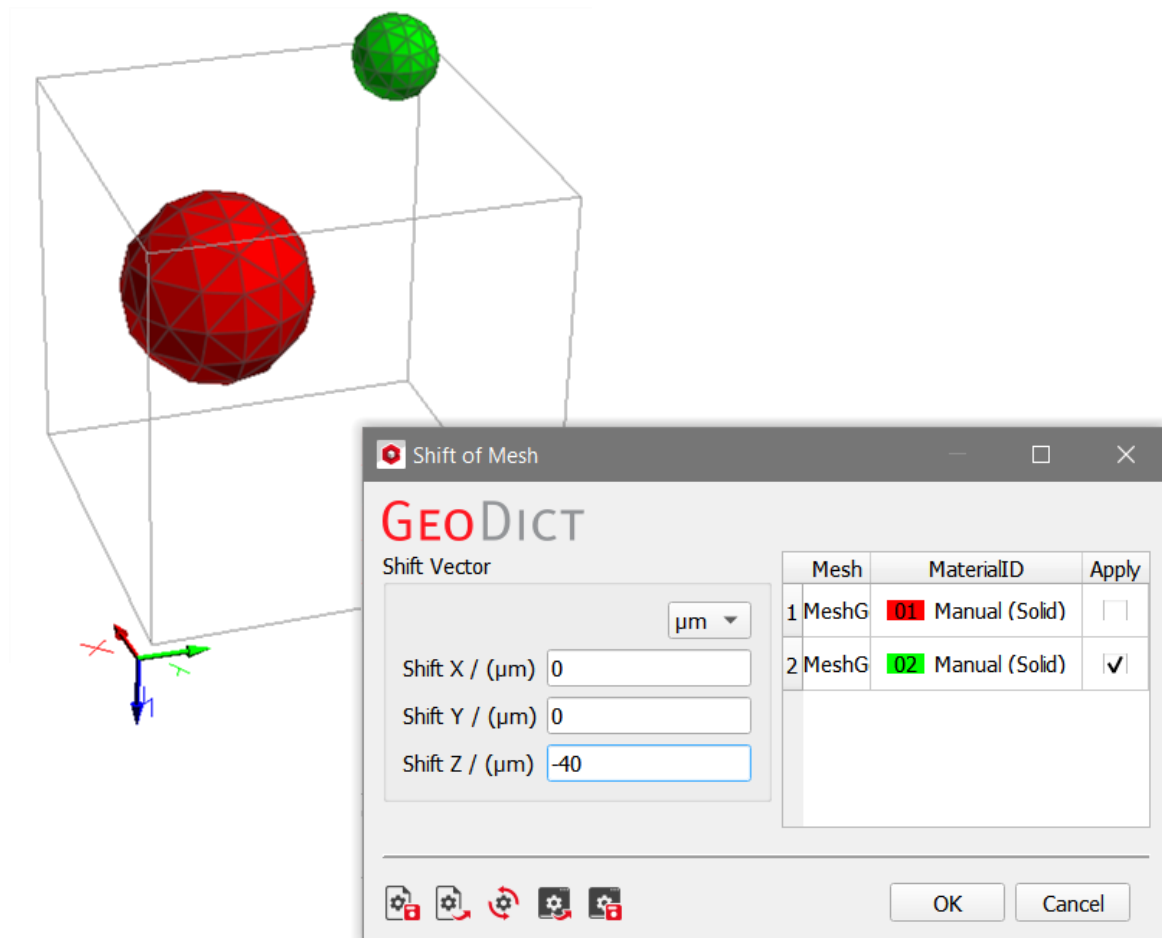 Shift of Mesh
GEODICT
Shift Vector
µm
Shift X / (µm) 0
Shift Y / (µm) 0
Shift Z / (µm) -40
Mesh MaterialID Apply
1 MeshG 01 Manual (Solid)
2 MeshG 02 Manual (Solid)
X
Y
Z
OK Cancel